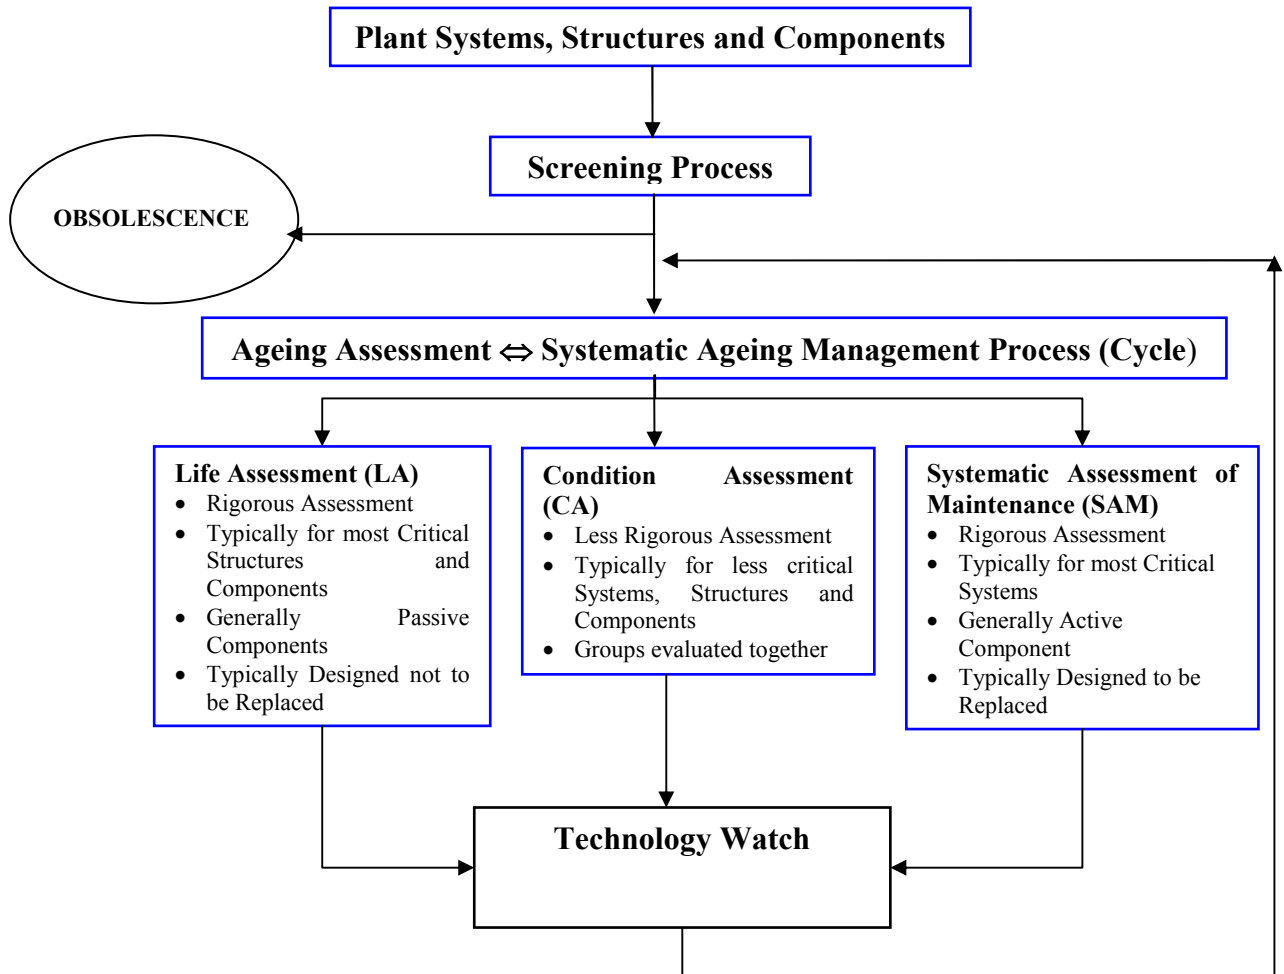 Plant Systems, Structures and Components
Screening Process
OBSOLESCENCE
Ageing Assessment ⇔ Systematic Ageing Management Process (Cycle)
Life Assessment (LA)
• Rigorous Assessment
• Typically for most Critical
Structures and
Components
• Generally Passive
Components
• Typically Designed not to
be Replaced
Condition Assessment
(CA)
• Less Rigorous Assessment
• Typically for less critical
Systems, Structures and
Components
• Groups evaluated together
Systematic Assessment of
Maintenance (SAM)
• Rigorous Assessment
• Typically for most Critical
Systems
• Generally Active
Component
• Typically Designed to be
Replaced
Technology Watch